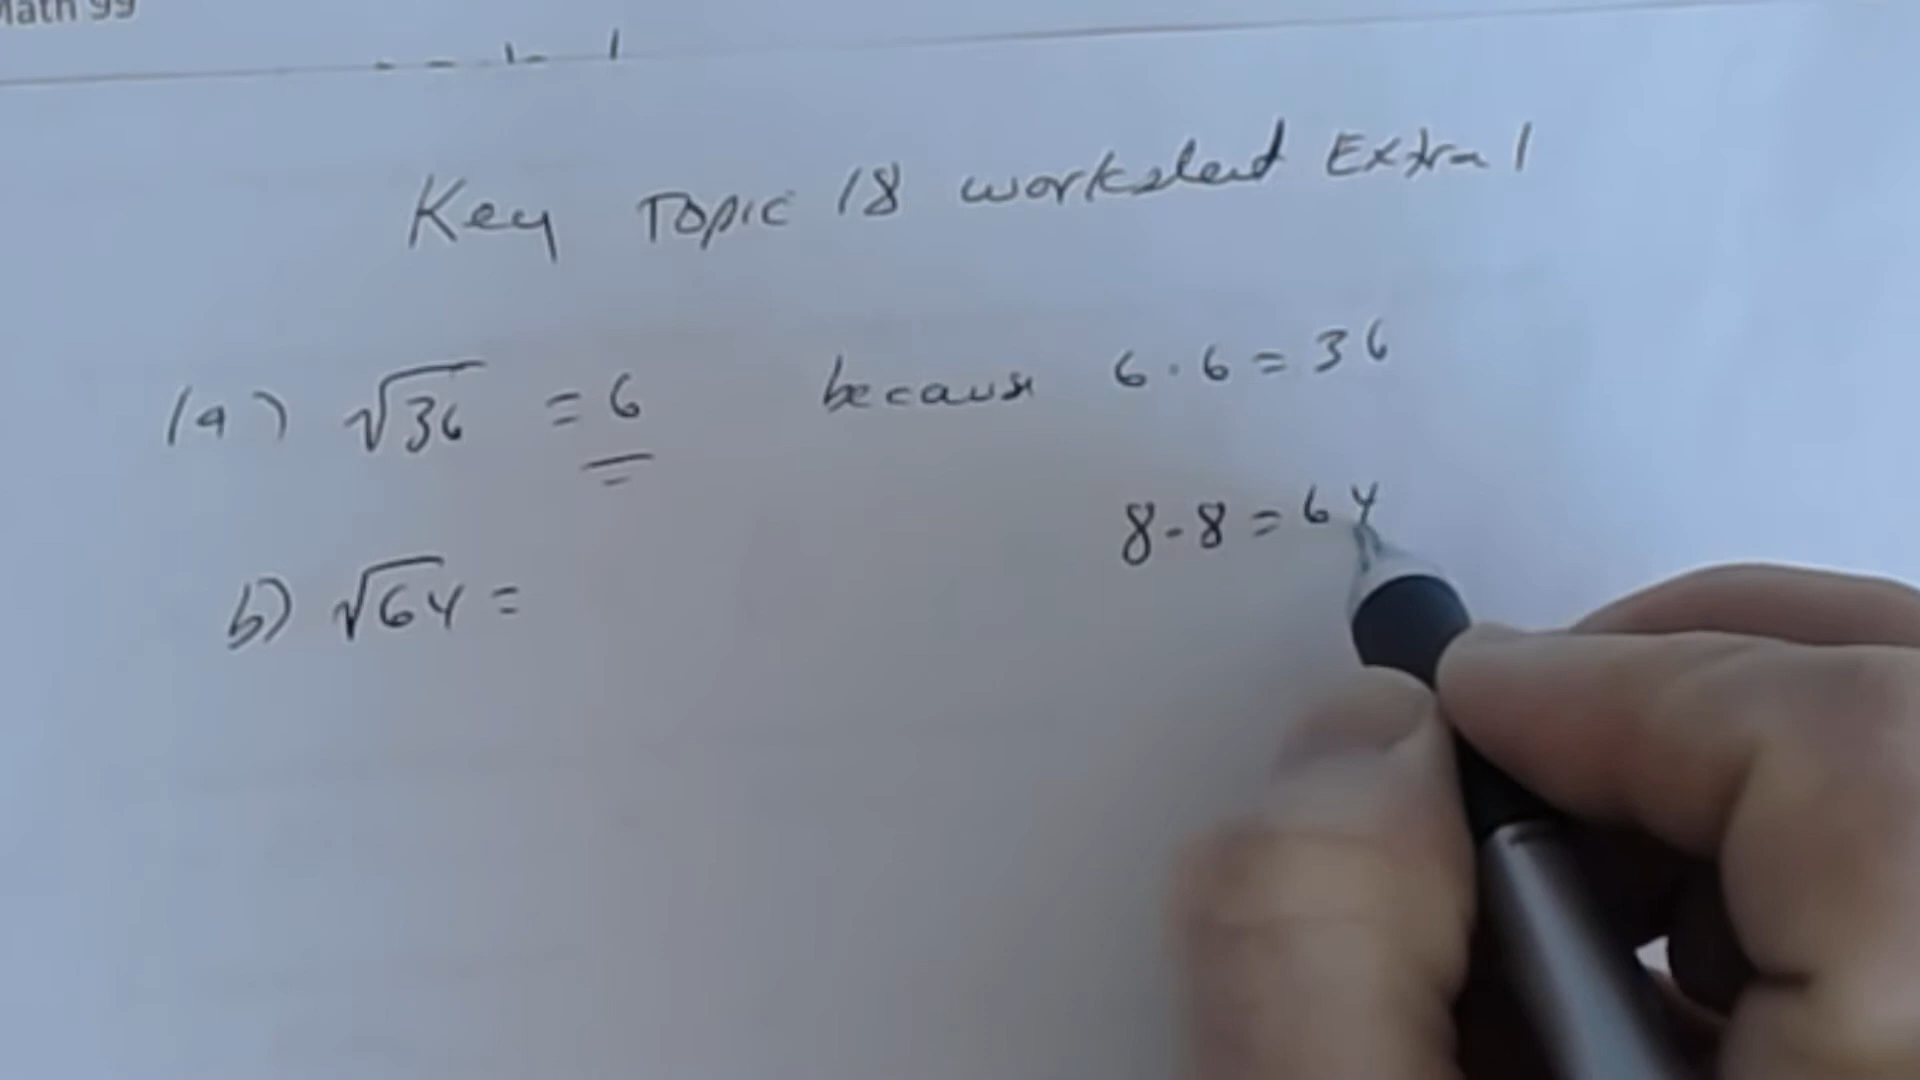 Math 99
Key Topic 18 worksheet Extra 1
1a) √36 = 6 because 6 · 6 = 36
b) √64 = 8 · 8 = 64